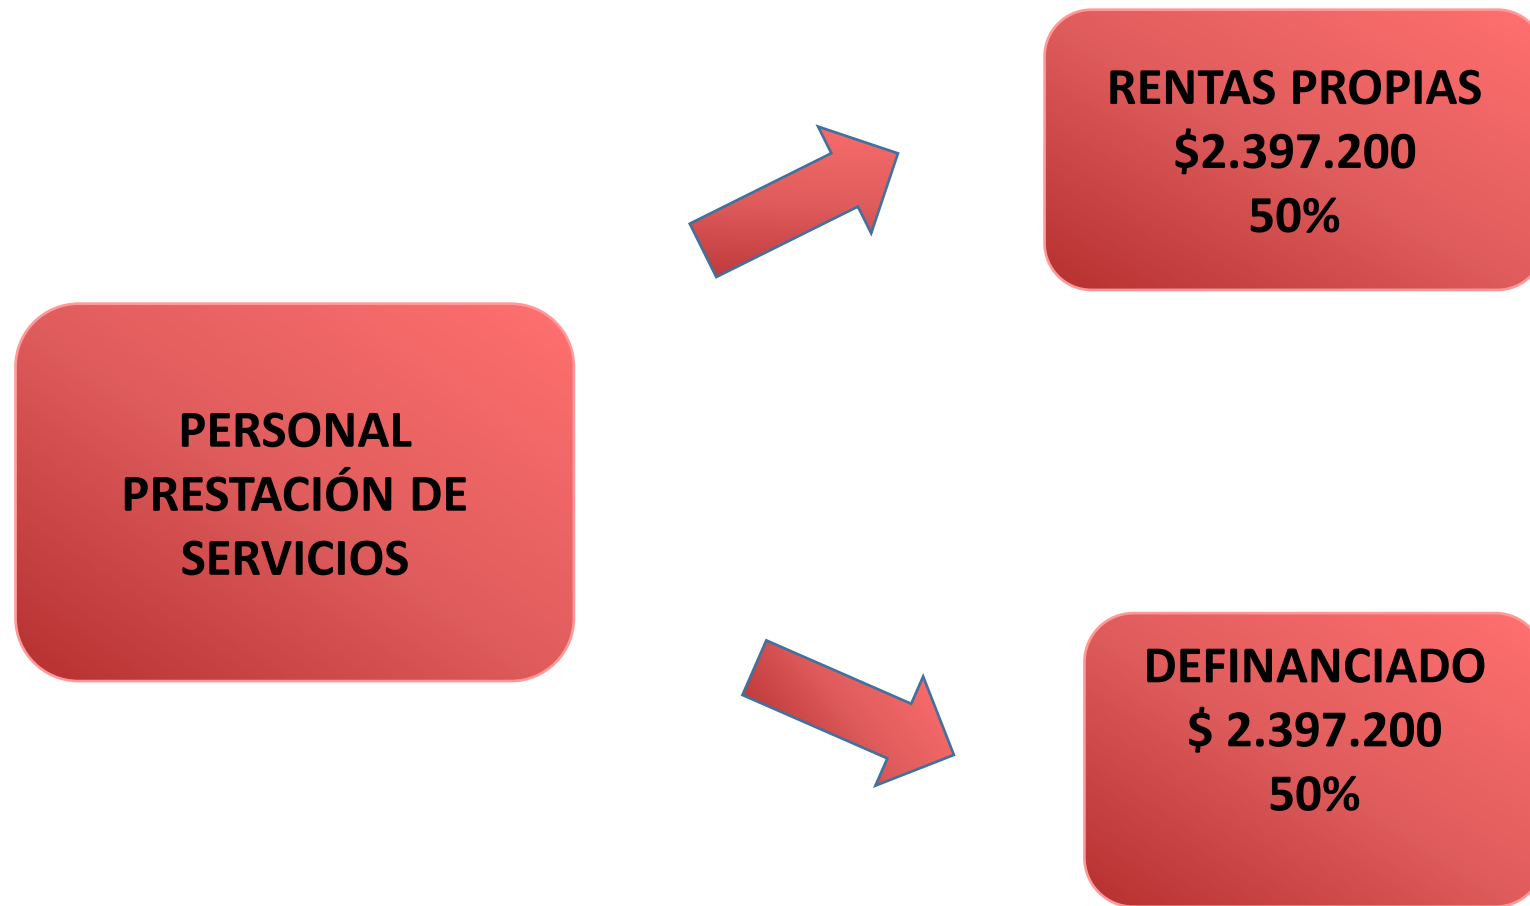 RENTAS PROPIAS
$2.397.200
50%
PERSONAL
PRESTACIÓN DE
SERVICIOS
DEFINANCIADO
$ 2.397.200
50%